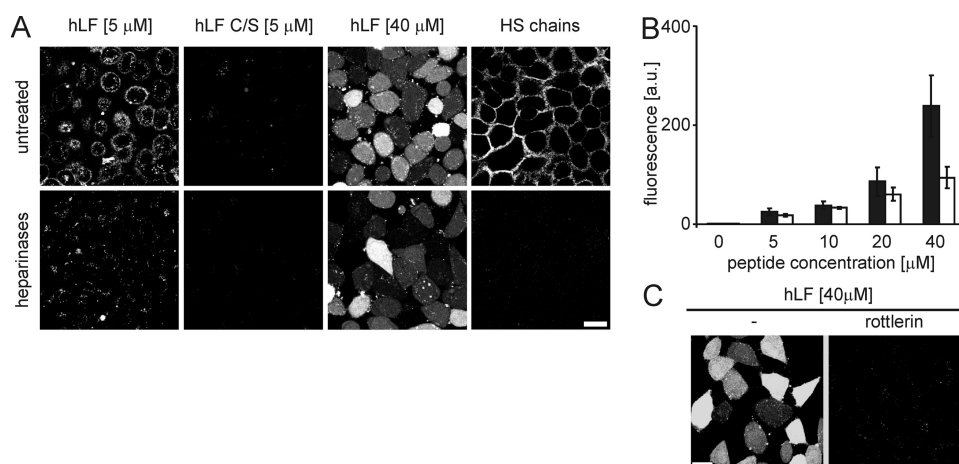 A
hLF [5 μM]
hLF C/S [5 μM]
hLF [40 μM]
HS chains
untreated
heparinases
B
fluorescence [a.u.]
400
200
0
0
5
10
20
40
peptide concentration [μM]
C
hLF [40μM]
-
rottlerin